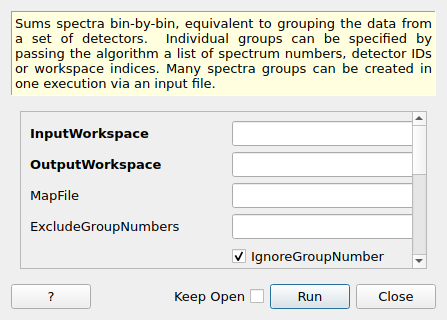 Sums spectra bin-by-bin, equivalent to grouping the data from
a set of detectors.  Individual groups can be specified by
passing the algorithm a list of spectrum numbers, detector IDs
or workspace indices. Many spectra groups can be created in
one execution via an input file.
InputWorkspace
OutputWorkspace
MapFile
ExcludeGroupNumbers
IgnoreGroupNumber
? Keep Open Run Close